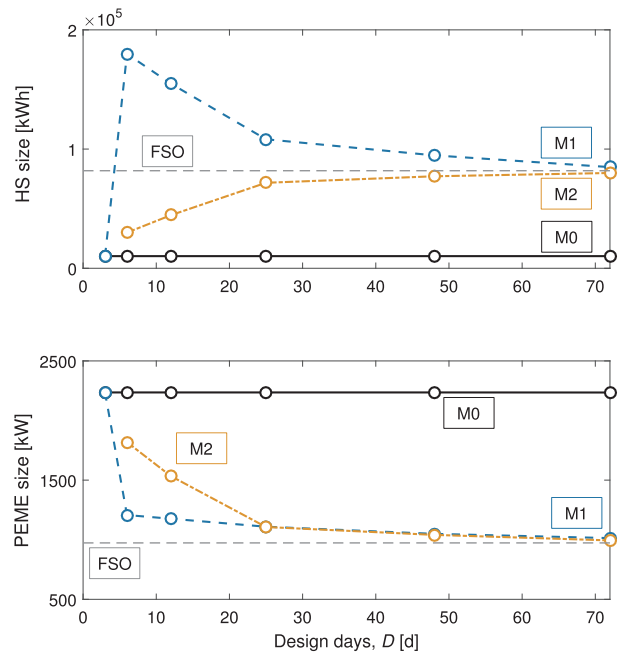 × 10^5
2
HS size [kWh]
M1
FSO
1
M2
M0
0
0 10 20 30 40 50 60 70
2500
M0
PEME size [kW]
M2
1500
M1
FSO
500
0 10 20 30 40 50 60 70
Design days, D [d]